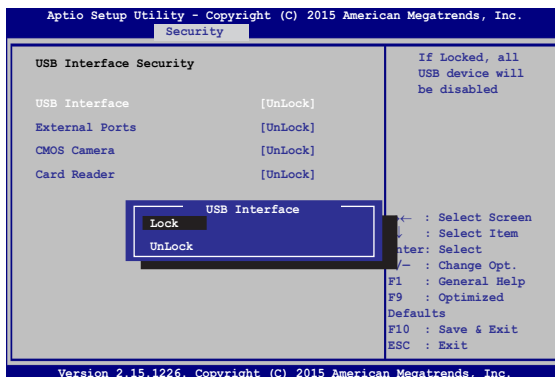 Aptio Setup Utility - Copyright (C) 2015 American Megatrends, Inc.
Security
USB Interface Security
USB Interface [UnLock]
External Ports [UnLock]
CMOS Camera [UnLock]
Card Reader [UnLock]
USB Interface
Lock
UnLock
If Locked, all
USB device will
be disabled
← : Select Screen
↓ : Select Item
nter: Select
/— : Change Opt.
F1 : General Help
F9 : Optimized
Defaults
F10 : Save & Exit
ESC : Exit
Version 2.15.1226. Copyright (C) 2015 American Megatrends, Inc.